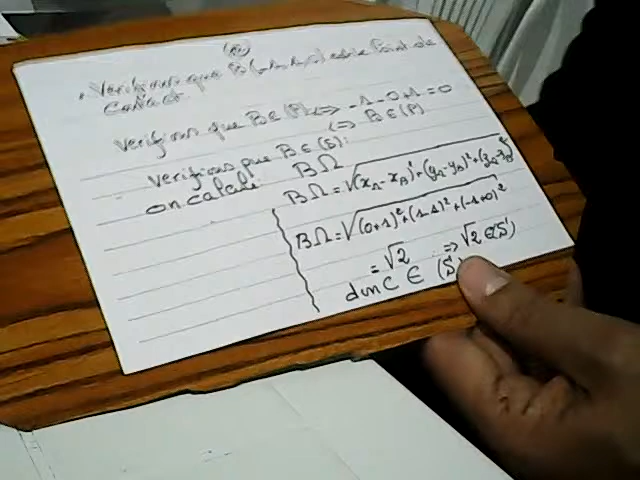 . Vérifions que B(-1,1,0) est le Point de
Contact
Vérifions que B∈(P) <=> -1-0+1=0
<=> B∈(P)
Vérifions que B∈(S):
on calcule BΩ
BΩ=√(xΩ-xB)²+(yΩ-yB)²+(zΩ-zB)²
BΩ=√(0+1)²+(1-1)²+(-1+0)²
=√2 => √2 ∈(S)
donc C ∈ (S)